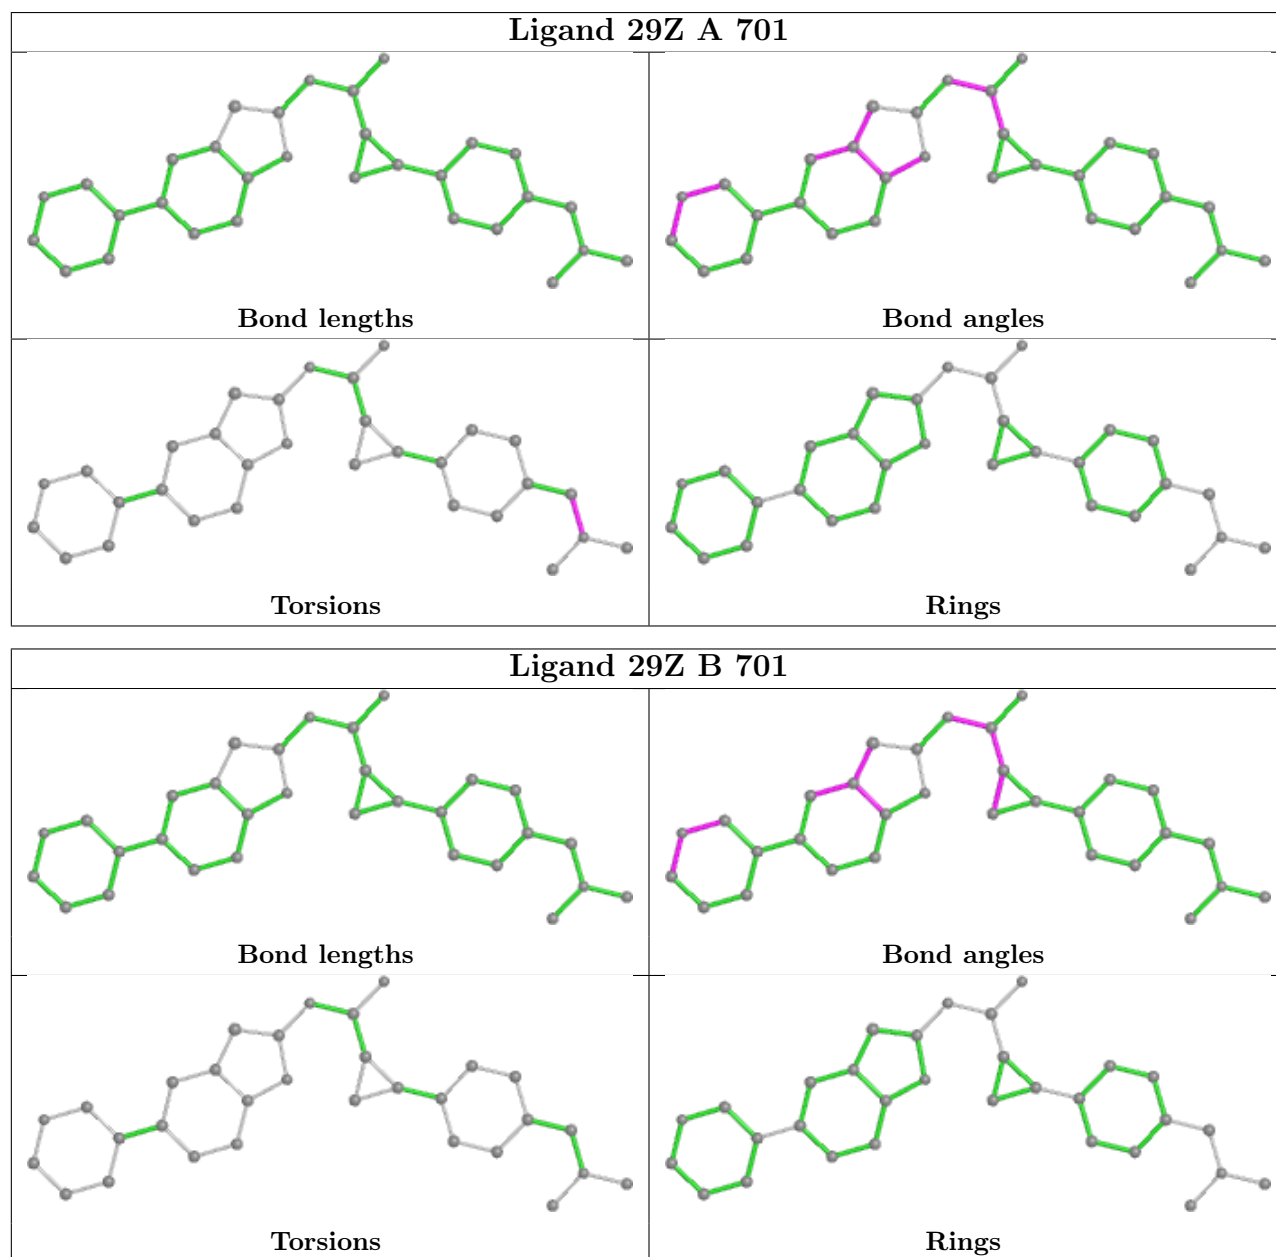 Ligand 29Z A 701
Bond lengths
Bond angles
Torsions
Rings
Ligand 29Z B 701
Bond lengths
Bond angles
Torsions
Rings